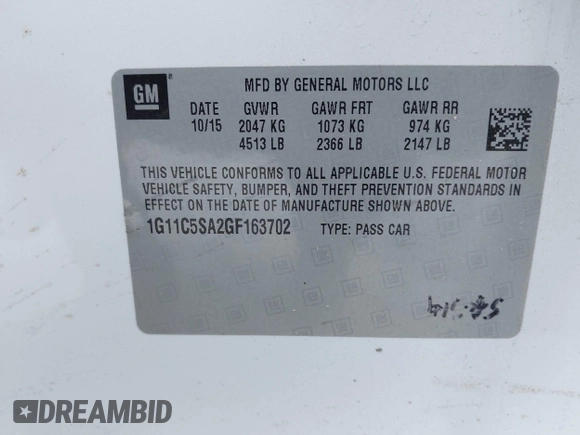 GM
MFD BY GENERAL MOTORS LLC
DATE GVWR GAWR FRT GAWR RR
10/15 2047 KG 1073 KG 974 KG
4513 LB 2366 LB 2147 LB
THIS VEHICLE CONFORMS TO ALL APPLICABLE U.S. FEDERAL MOTOR
VEHICLE SAFETY, BUMPER, AND THEFT PREVENTION STANDARDS IN
EFFECT ON THE DATE OF MANUFACTURE SHOWN ABOVE.
1G11C5SA2GF163702 TYPE: PASS CAR
DREAMBID